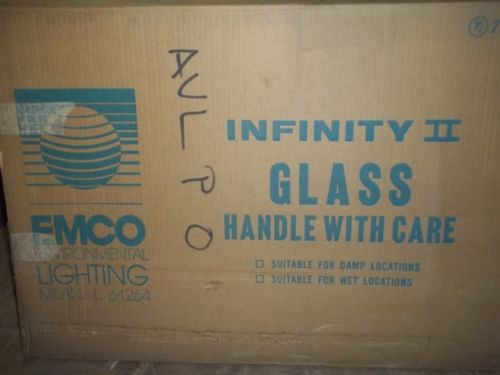 AVLPO
EMCO
ENVIRONMENTAL
LIGHTING
MILAN, IL 61264
INFINITY II
GLASS
HANDLE WITH CARE
SUITABLE FOR DAMP LOCATIONS
SUITABLE FOR WET LOCATIONS